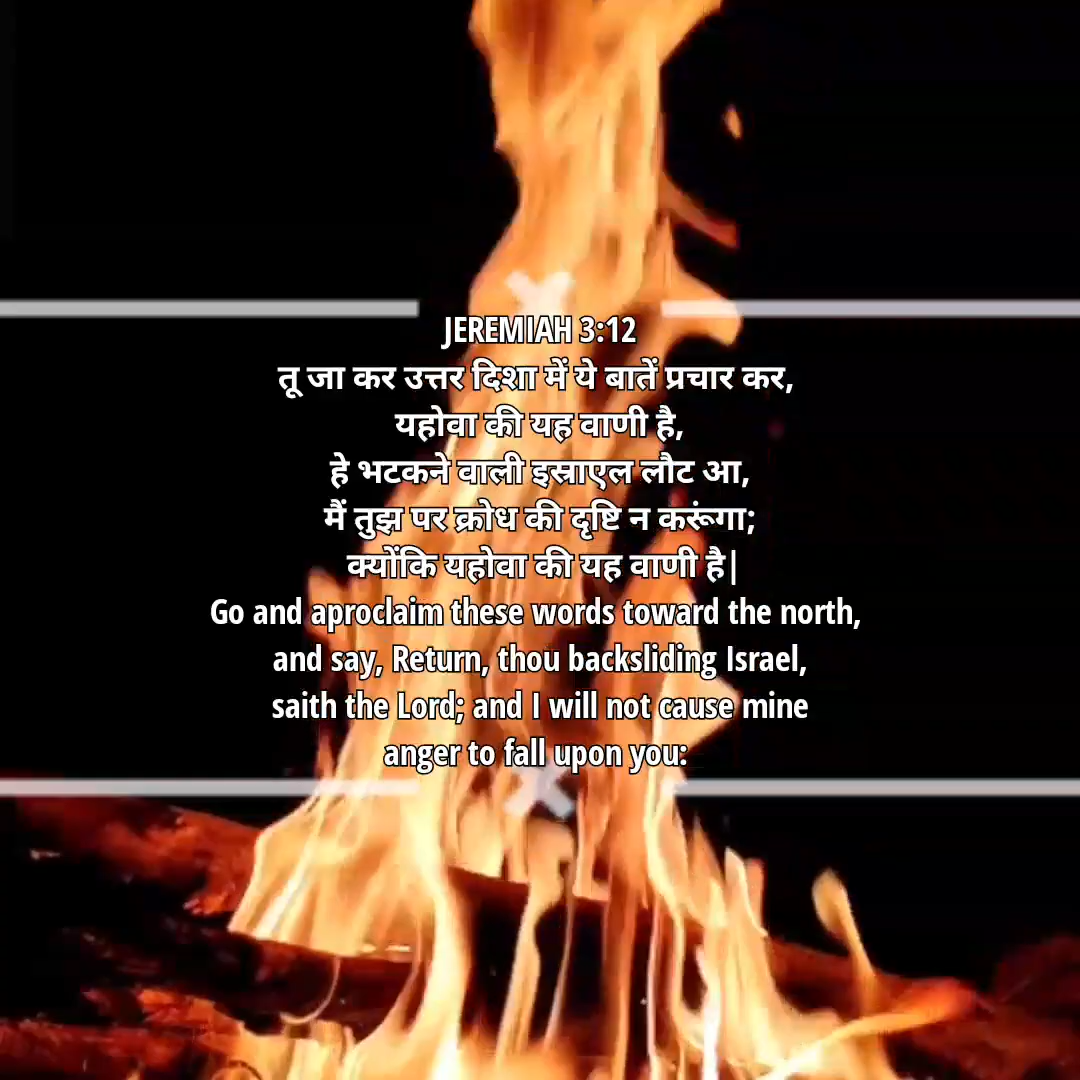 JEREMIAH 3:12
तू जा कर उत्तर दिशा में ये बातें प्रचार कर,
यहोवा की यह वाणी है,
हे भटकने वाली इस्राएल लौट आ,
मैं तुझ पर क्रोध की दृष्टि न करूंगा;
क्योंकि यहोवा की यह वाणी है|
Go and aproclaim these words toward the north,
and say, Return, thou backsliding Israel,
saith the Lord; and I will not cause mine
anger to fall upon you: